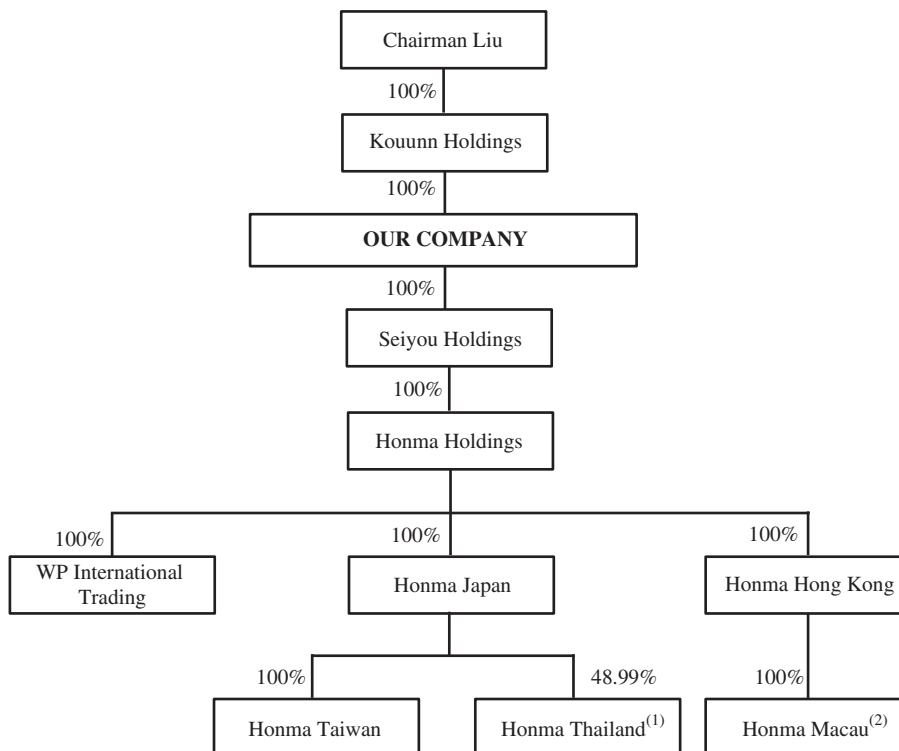 Chairman Liu
100%
Kouunn Holdings
100%
OUR COMPANY
100%
Seiyou Holdings
100%
Honma Holdings
100% 100% 100%
WP International
Trading
Honma Japan
Honma Hong Kong
100% 48.99% 100%
Honma Taiwan
Honma Thailand(1)
Honma Macau(2)